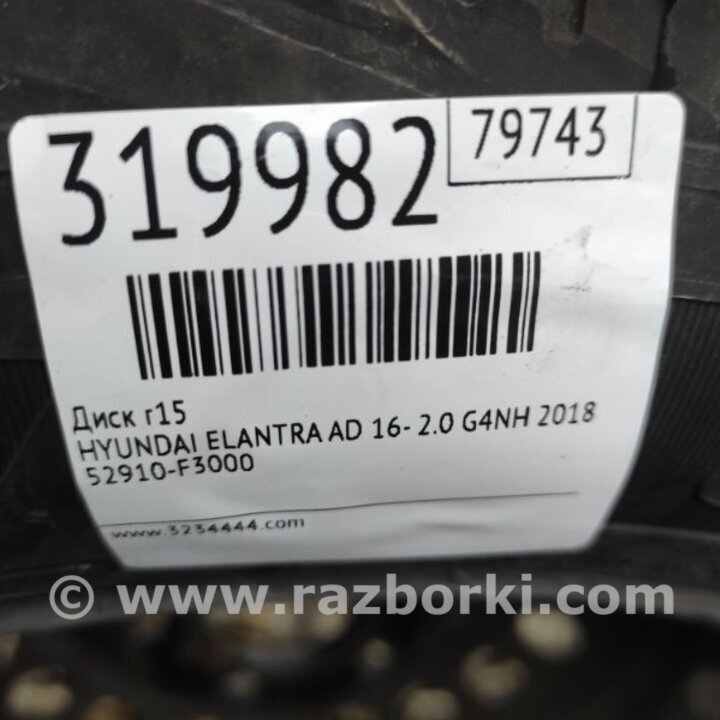 319982
79743
Диск r15
HYUNDAI ELANTRA AD 16- 2.0 G4NH 2018
52910-F3000
www.3234444.com
© www.razborki.com